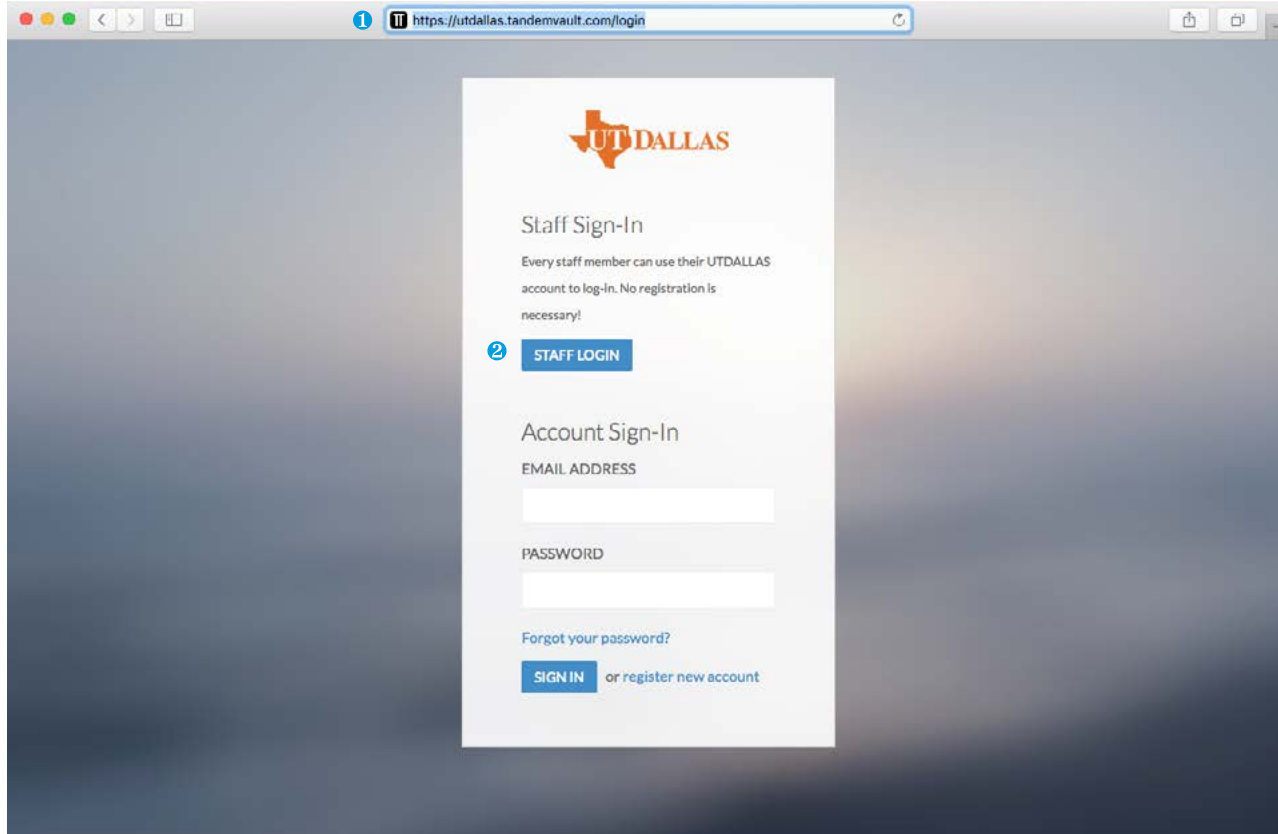 1 https://utdallas.tandemvault.com/login
UT DALLAS
Staff Sign-In
Every staff member can use their UTDALLAS
account to log-in. No registration is
necessary!
2 STAFF LOGIN
Account Sign-In
EMAIL ADDRESS
PASSWORD
Forgot your password?
SIGN IN or register new account